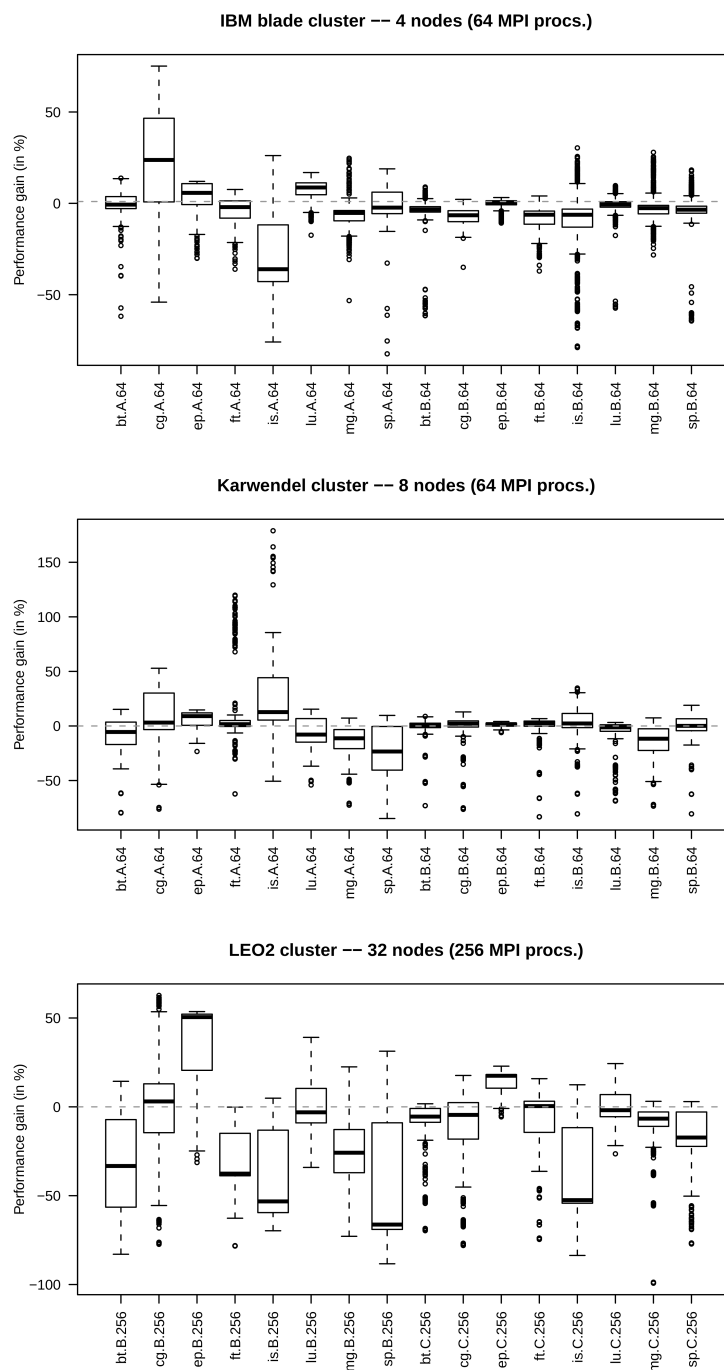 IBM blade cluster −− 4 nodes (64 MPI procs.)
Performance gain (in %)
50
0
−50
bt.A.64
cg.A.64
ep.A.64
ft.A.64
is.A.64
lu.A.64
mg.A.64
sp.A.64
bt.B.64
cg.B.64
ep.B.64
ft.B.64
is.B.64
lu.B.64
mg.B.64
sp.B.64
Karwendel cluster −− 8 nodes (64 MPI procs.)
Performance gain (in %)
150
100
50
0
−50
bt.A.64
cg.A.64
ep.A.64
ft.A.64
is.A.64
lu.A.64
mg.A.64
sp.A.64
bt.B.64
cg.B.64
ep.B.64
ft.B.64
is.B.64
lu.B.64
mg.B.64
sp.B.64
LEO2 cluster −− 32 nodes (256 MPI procs.)
Performance gain (in %)
50
0
−50
−100
bt.B.256
cg.B.256
ep.B.256
ft.B.256
is.B.256
lu.B.256
mg.B.256
sp.B.256
bt.C.256
cg.C.256
ep.C.256
ft.C.256
is.C.256
lu.C.256
mg.C.256
sp.C.256